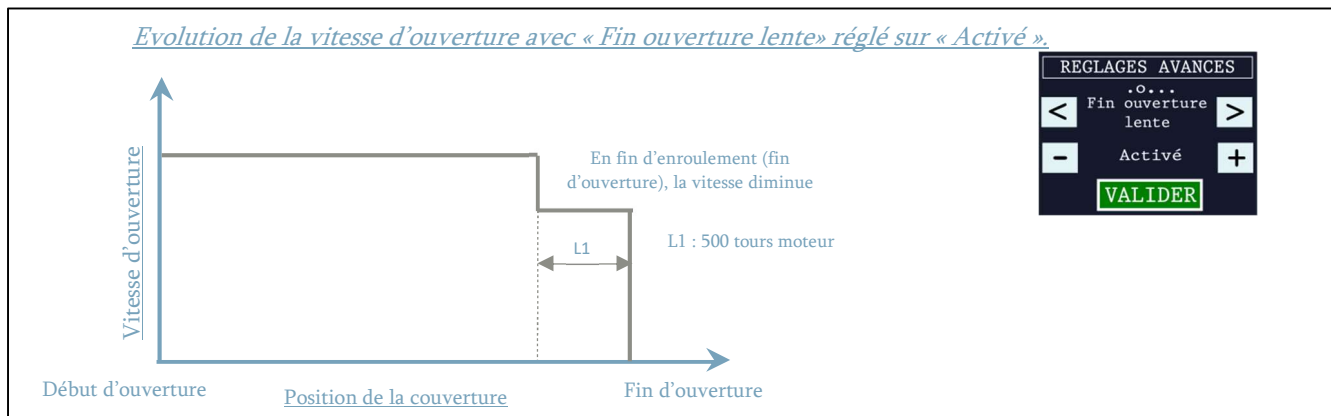 Evolution de la vitesse d'ouverture avec « Fin ouverture lente» réglé sur « Activé ».
REGLAGES AVANCES
.o...
<
Fin ouverture
lente
>
-
Activé
+
VALIDER
Vitesse d'ouverture
En fin d'enroulement (fin
d'ouverture), la vitesse diminue
L1
L1 : 500 tours moteur
Début d'ouverture
Position de la couverture
Fin d'ouverture